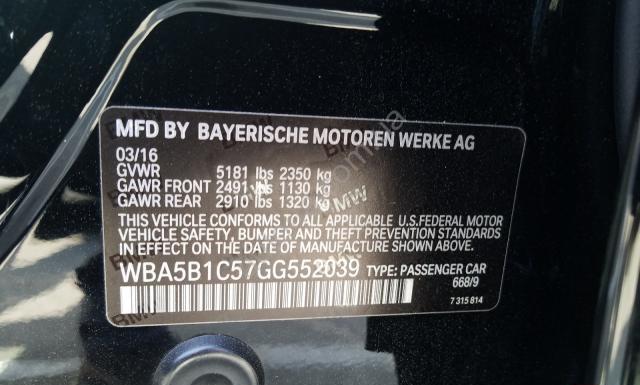 MFD BY BAYERISCHE MOTOREN WERKE AG
03/16
GVWR 5181 lbs 2350 kg
GAWR FRONT 2491 lbs 1130 kg
GAWR REAR 2910 lbs 1320 kg
THIS VEHICLE CONFORMS TO ALL APPLICABLE U.S.FEDERAL MOTOR
VEHICLE SAFETY, BUMPER AND THEFT PREVENTION STANDARDS
IN EFFECT ON THE DATE OF MANUFACTURE SHOWN ABOVE.
WBA5B1C57GG552039 TYPE: PASSENGER CAR
668/9
7 315 814
BMW